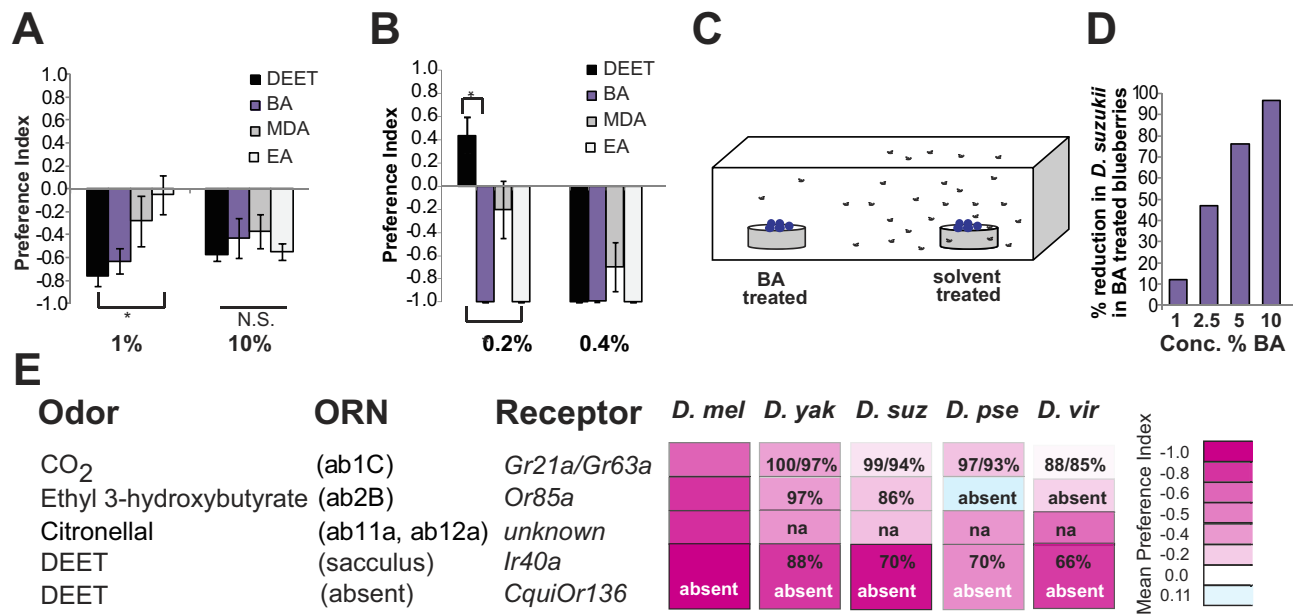 A
1.0
0.8
0.6
0.4
0.2
0.0
-0.2
-0.4
-0.6
-0.8
-1.0
Preference Index
DEET
BA
MDA
EA
*
N.S.
1%
10%
B
1.0
0.8
0.6
0.4
0.2
0.0
-0.2
-0.4
-0.6
-0.8
-1.0
Preference Index
DEET
BA
MDA
EA
*
0.2%
0.4%
C
BA
treated
solvent
treated
D
% reduction in D. suzukii
in BA treated blueberries
100
90
80
70
60
50
40
30
20
10
0
1 2.5 5 10
Conc. % BA
E
Odor ORN Receptor D. mel D. yak D. suz D. pse D. vir
CO2 (ab1C) Gr21a/Gr63a 100/97% 99/94% 97/93% 88/85%
Ethyl 3-hydroxybutyrate (ab2B) Or85a 97% 86% absent absent
Citronellal (ab11a, ab12a) unknown na na na na
DEET (sacculus) Ir40a 88% 70% 70% 66%
DEET (absent) CquiOr136 absent absent absent absent absent
Mean Preference Index
-1.0
-0.8
-0.6
-0.5
-0.4
-0.2
0.0
0.11